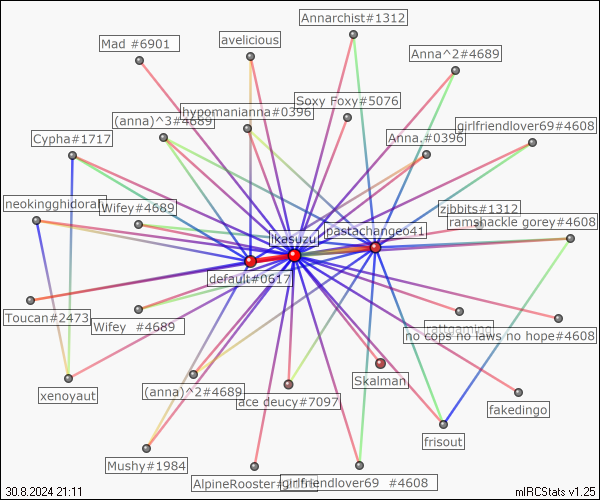 Annarchist#1312
Mad #6901
avelicious
Anna^2#4689
Soxy Foxy#5076
hypomanianna#0396
(anna)^3#4689
girlfriendlover69#4608
Cypha#1717
Anna.#0396
neokingghidorah
Wifey#4689
zibbits#1312
ramshackle gorey#4608
pastachange041
ikasuzu
default#0617
Toucan#2473
Wifey #4689
rattgaming
no cops no laws no hope#4608
Skalman
xenoyaut
(anna)^2#4689
ace deucy#7097
fakedingo
frisout
Mushy#1984
girlfriendlover69 #4608
30.8.2024 21:11
mIRCStats v1.25